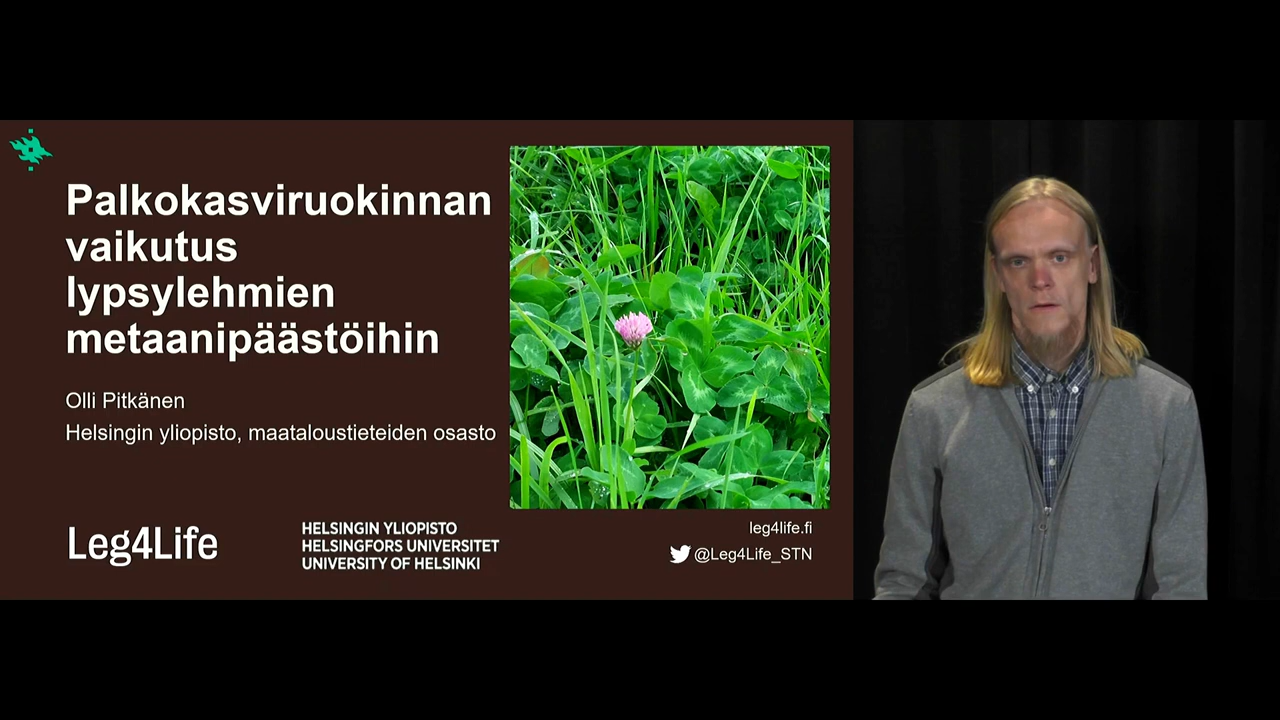 Palkokasviruokinnan
vaikutus
lypsylehmien
metaanipäästöihin
Olli Pitkänen
Helsingin yliopisto, maataloustieteiden osasto
Leg4Life
HELSINGIN YLIOPISTO
HELSINGFORS UNIVERSITET
UNIVERSITY OF HELSINKI
leg4life.fi
@Leg4Life_STN